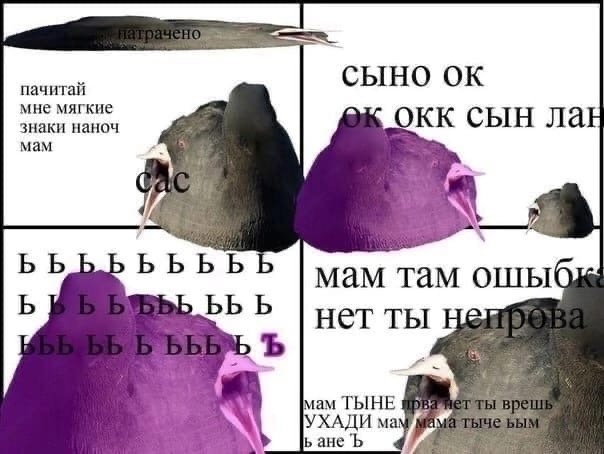 патрачено
пачитай
мне мягкие
знаки наноч
мам
сас
сыно ок
ок окк сын лан
Ь Ь Ь Ь Ь Ь Ь Ь Ь
Ь Ь Ь Ь ЬЬЬ ЬЬ Ь
ЬЬЬ ЬЬ Ь ЬЬЬ Ь Ъ
мам там ошыбка
нет ты непрова
мам ТЫНЕ прва нет ты врешь
УХАДИ мам мама тыче ьым
ь ане Ъ